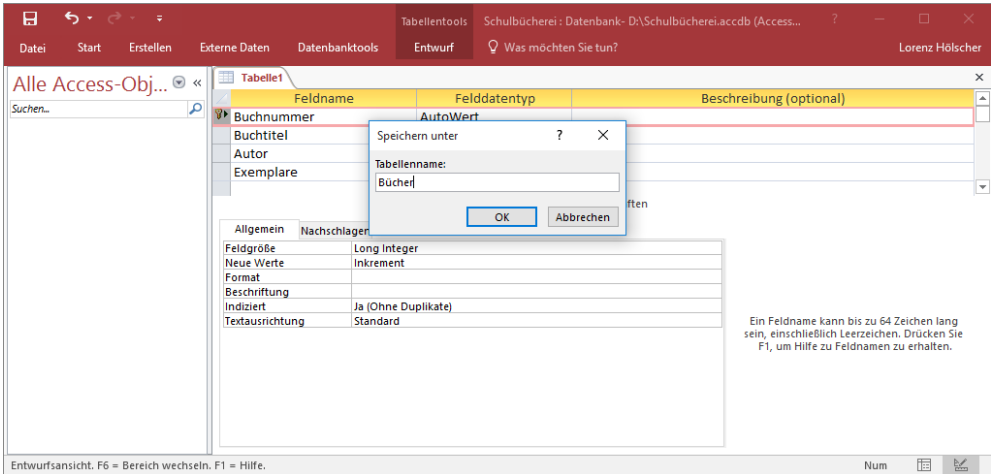 Tabellentools
Schulbücherei : Datenbank- D:\Schulbücherei.accdb (Access...
Datei Start Erstellen Externe Daten Datenbanktools Entwurf Was möchten Sie tun? Lorenz Hölscher
Alle Access-Obj...
Suchen...
Tabelle1
Feldname Felddatentyp Beschreibung (optional)
Buchnummer AutoWert
Buchtitel
Autor
Exemplare
Speichern unter
Tabellenname:
Bücher
OK Abbrechen
ften
Allgemein Nachschlagen
Feldgröße Long Integer
Neue Werte Inkrement
Format
Beschriftung
Indiziert Ja (Ohne Duplikate)
Textausrichtung Standard
Ein Feldname kann bis zu 64 Zeichen lang
sein, einschließlich Leerzeichen. Drücken Sie
F1, um Hilfe zu Feldnamen zu erhalten.
Entwurfsansicht. F6 = Bereich wechseln. F1 = Hilfe. Num